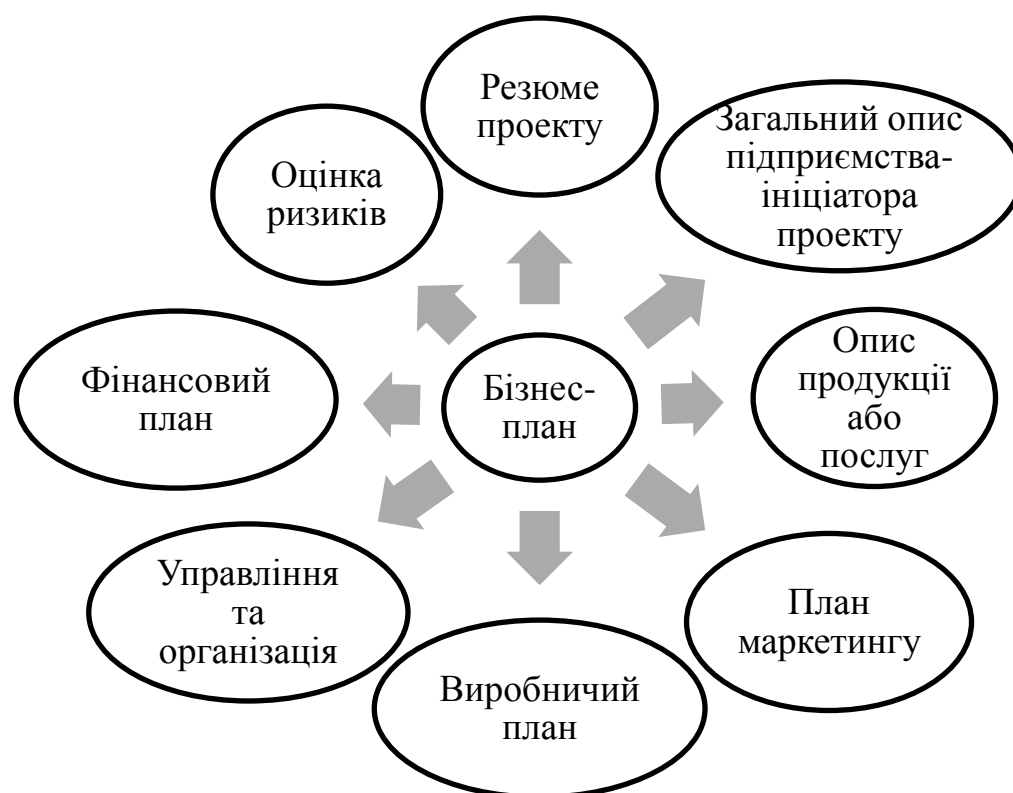 Резюме
проекту
Загальний опис
підприємства-
ініціатора
проекту
Опис
продукції
або
послуг
План
маркетингу
Виробничий
план
Управління
та
організація
Фінансовий
план
Оцінка
ризиків
Бізнес-
план